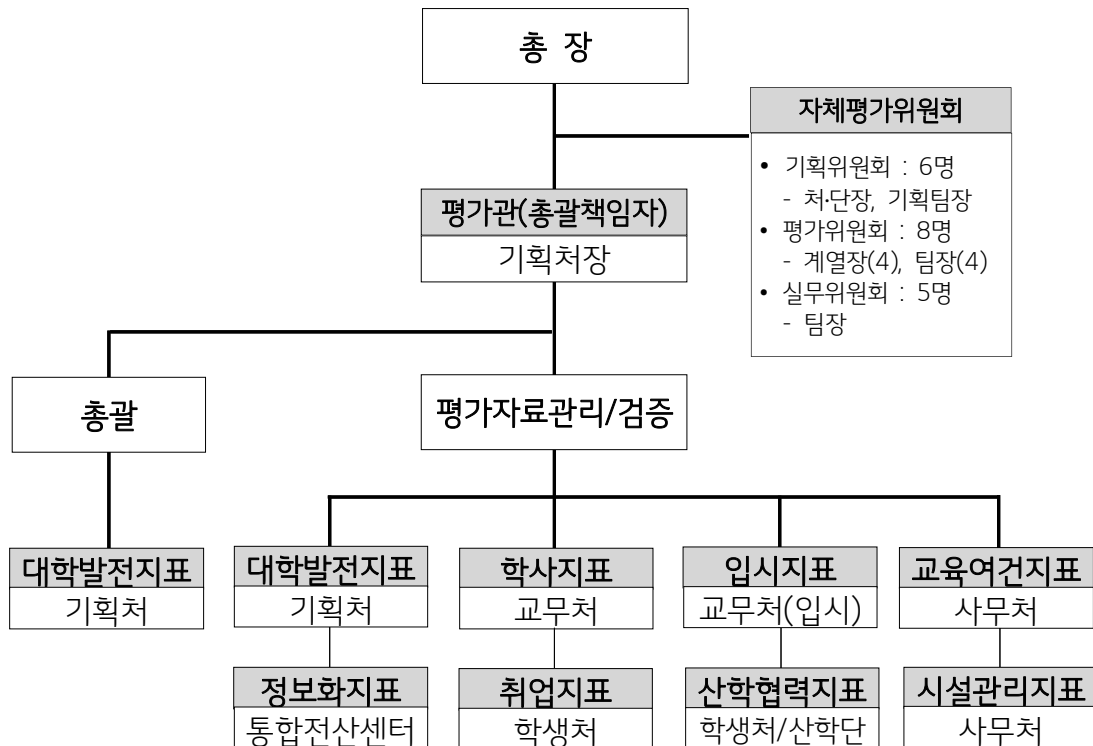 총 장
자체평가위원회
• 기획위원회 : 6명
- 처·단장, 기획팀장
• 평가위원회 : 8명
- 계열장(4), 팀장(4)
• 실무위원회 : 5명
- 팀장
평가관(총괄책임자)
기획처장
총괄
평가자료관리/검증
대학발전지표
기획처
대학발전지표
기획처
학사지표
교무처
입시지표
교무처(입시)
교육여건지표
사무처
정보화지표
통합전산센터
취업지표
학생처
산학협력지표
학생처/산학단
시설관리지표
사무처